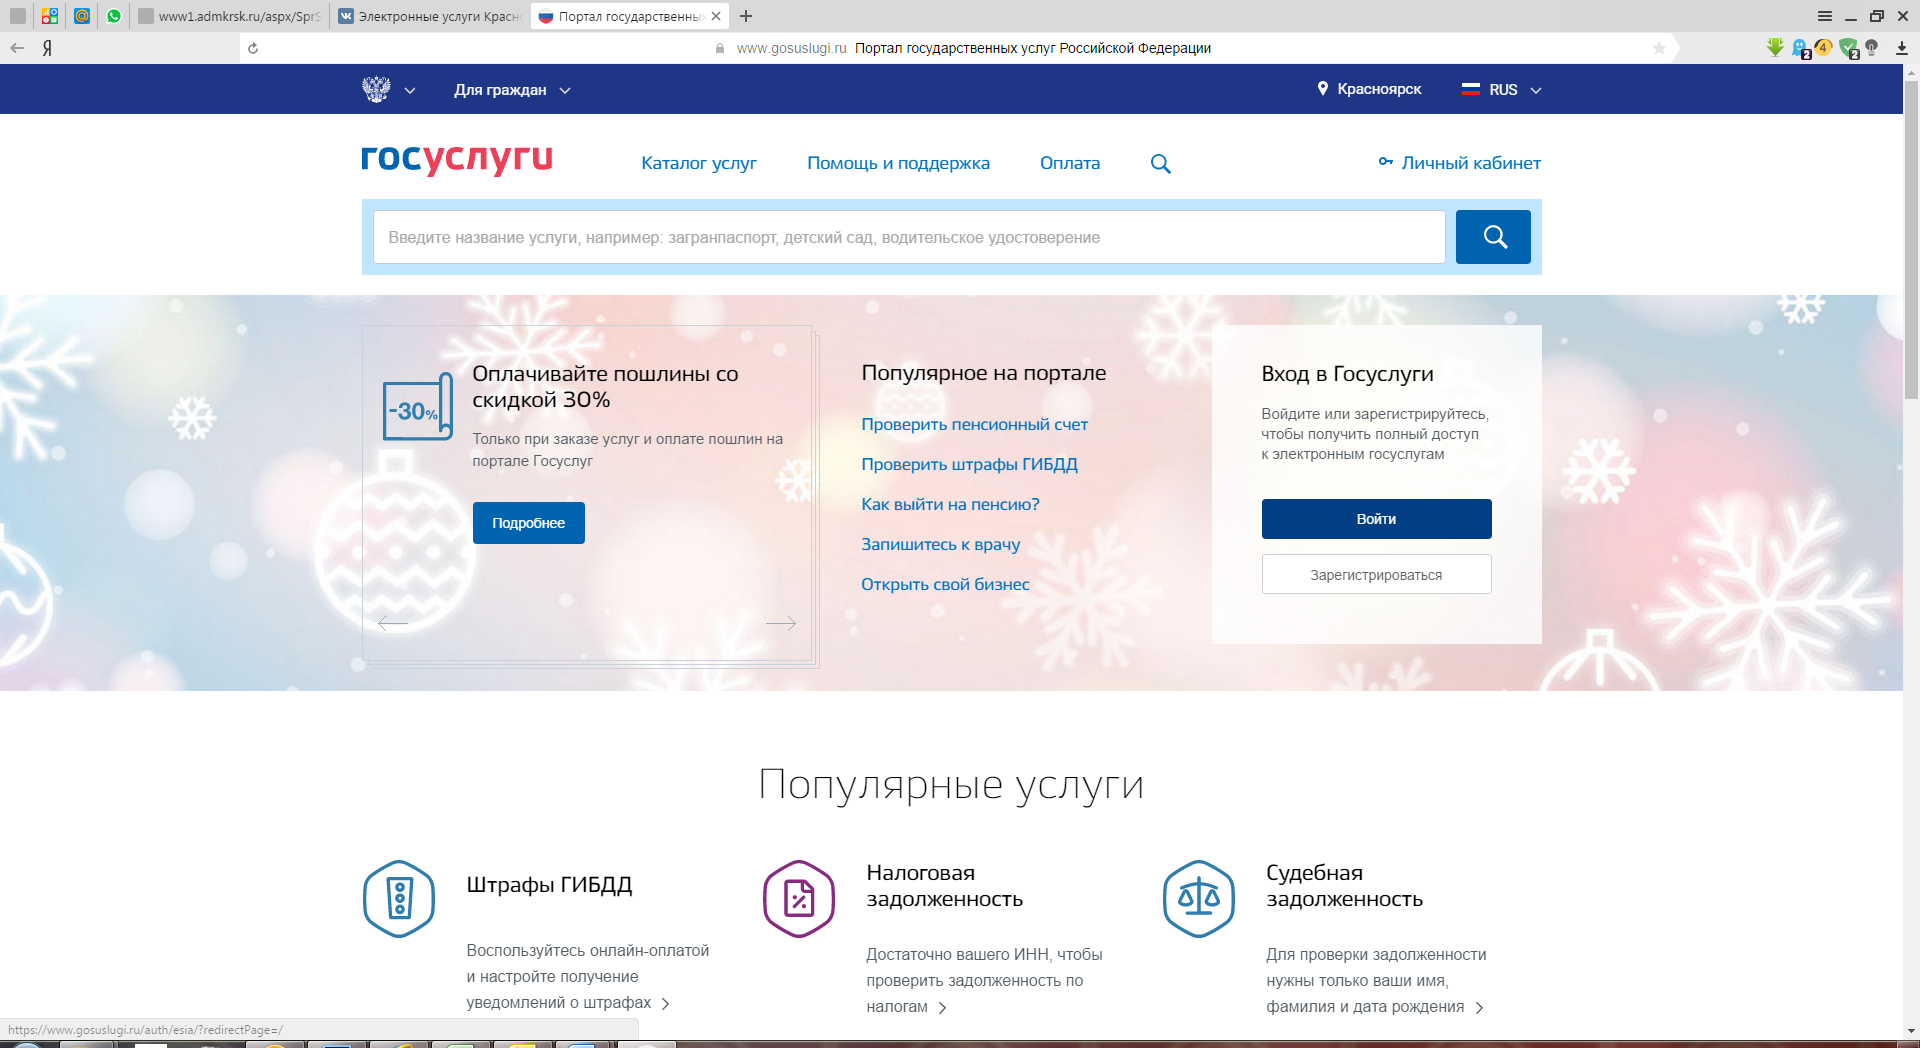 www1.admkrsk.ru/aspx/SprS
Электронные услуги Красн
Портал государственных
Я
www.gosuslugi.ru Портал государственных услуг Российской Федерации
2
4
2
Для граждан
Красноярск
RUS
госуслуги
Каталог услуг
Помощь и поддержка
Оплата
Личный кабинет
Введите название услуги, например: загранпаспорт, детский сад, водительское удостоверение
-30%
Оплачивайте пошлины со
скидкой 30%
Только при заказе услуг и оплате пошлин на
портале Госуслуг
Подробнее
Популярное на портале
Проверить пенсионный счет
Проверить штрафы ГИБДД
Как выйти на пенсию?
Запишитесь к врачу
Открыть свой бизнес
Вход в Госуслуги
Войдите или зарегистрируйтесь,
чтобы получить полный доступ
к электронным госуслугам
Войти
Зарегистрироваться
Популярные услуги
Штрафы ГИБДД
Воспользуйтесь онлайн-оплатой
и настройте получение
уведомлений о штрафах
Налоговая
задолженность
Достаточно вашего ИНН, чтобы
проверить задолженность по
налогам
Судебная
задолженность
Для проверки задолженности
нужны только ваши имя,
фамилия и дата рождения
https://www.gosuslugi.ru/auth/esia/?redirectPage=/